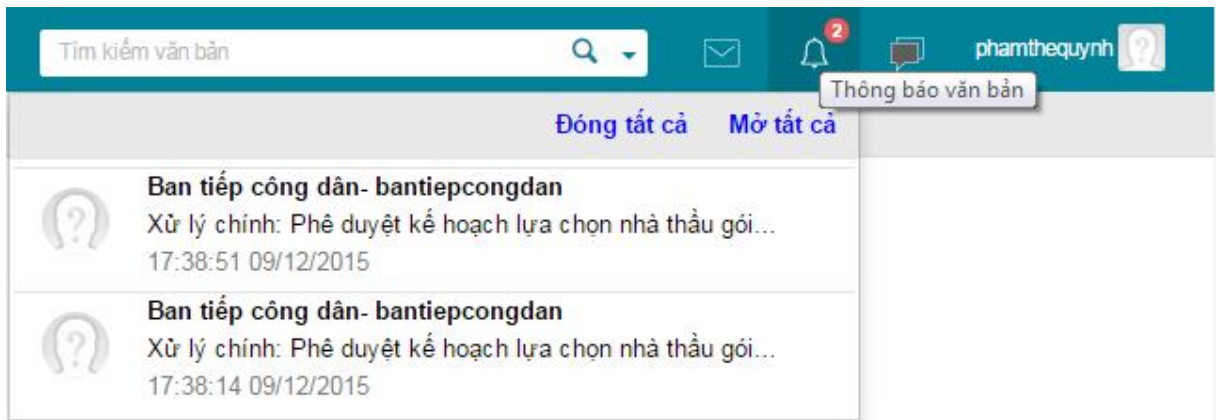 Tìm kiếm văn bản
2
phamthequynh
Thông báo văn bản
Đóng tất cả Mở tất cả
Ban tiếp công dân- bantiepcongdan
Xử lý chính: Phê duyệt kế hoạch lựa chọn nhà thầu gói...
17:38:51 09/12/2015
Ban tiếp công dân- bantiepcongdan
Xử lý chính: Phê duyệt kế hoạch lựa chọn nhà thầu gói...
17:38:14 09/12/2015